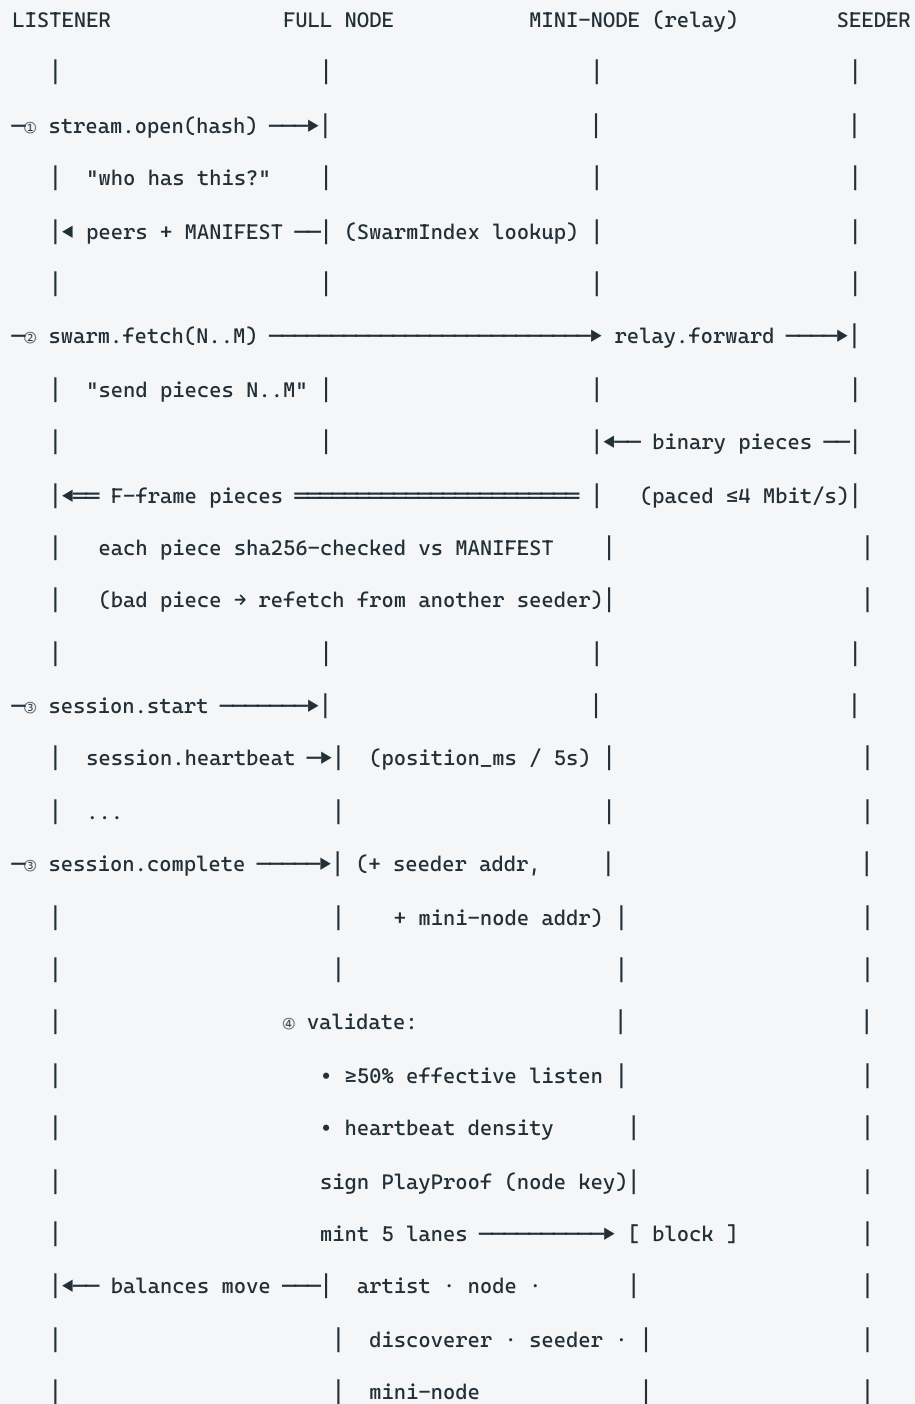 LISTENER FULL NODE MINI-NODE (relay) SEEDER
① stream.open(hash)
"who has this?"
peers + MANIFEST (SwarmIndex lookup)
② swarm.fetch(N..M) relay.forward
"send pieces N..M"
binary pieces
F-frame pieces (paced ≤4 Mbit/s)
each piece sha256-checked vs MANIFEST
(bad piece → refetch from another seeder)
③ session.start
session.heartbeat (position_ms / 5s)
...
③ session.complete (+ seeder addr,
+ mini-node addr)
④ validate:
• ≥50% effective listen
• heartbeat density
sign PlayProof (node key)
mint 5 lanes [ block ]
balances move artist · node ·
discoverer · seeder ·
mini-node